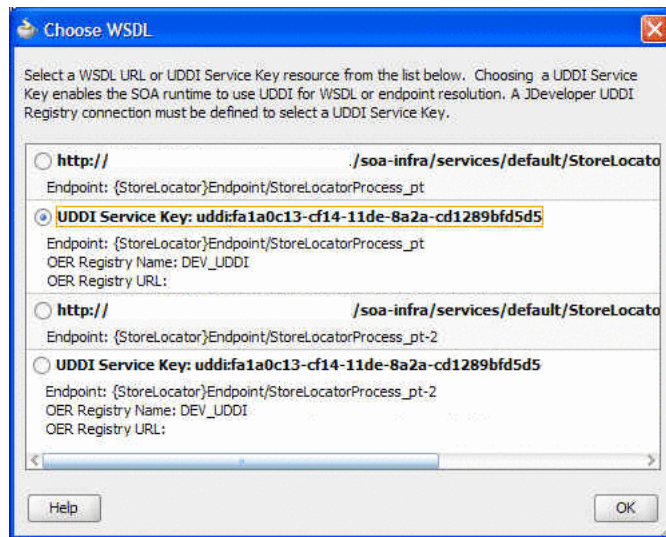 Choose WSDL
Select a WSDL URL or UDDI Service Key resource from the list below.  Choosing  a UDDI Service
Key enables the SOA runtime to use UDDI for WSDL or endpoint resolution. A JDeveloper UDDI
Registry connection must be defined to select a UDDI Service Key.
http:// ./soa-infra/services/default/StoreLocato
Endpoint: {StoreLocator}Endpoint/StoreLocatorProcess_pt
UDDI Service Key: uddi:fa1a0c13-cf14-11de-8a2a-cd1289bfd5d5
Endpoint: {StoreLocator}Endpoint/StoreLocatorProcess_pt
OER Registry Name: DEV_UDDI
OER Registry URL:
http:// /soa-infra/services/default/StoreLocato
Endpoint: {StoreLocator}Endpoint/StoreLocatorProcess_pt-2
UDDI Service Key: uddi:fa1a0c13-cf14-11de-8a2a-cd1289bfd5d5
Endpoint: {StoreLocator}Endpoint/StoreLocatorProcess_pt-2
OER Registry Name: DEV_UDDI
OER Registry URL:
Help OK